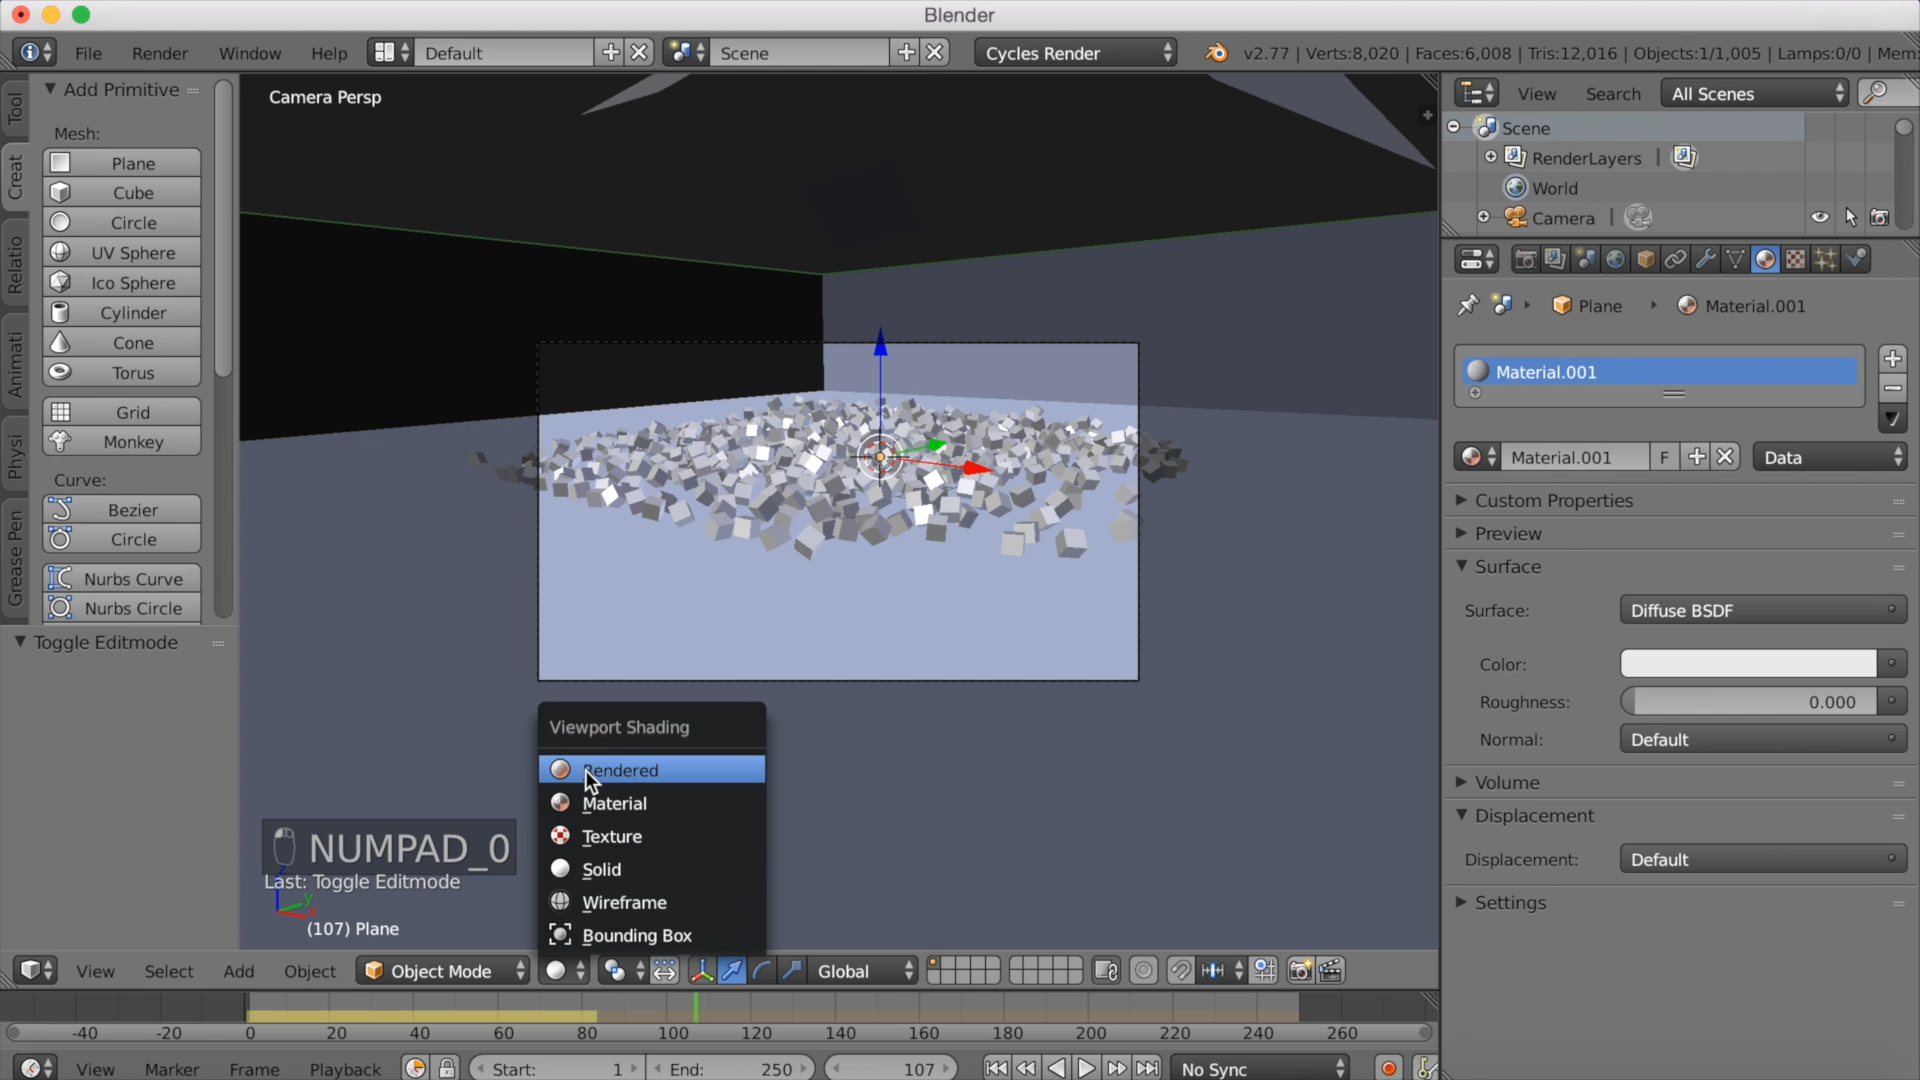 Blender
File Render Window Help Default Scene Cycles Render v2.77 | Verts:8,020 | Faces:6,008 | Tris:12,016 | Objects:1/1,005 | Lamps:0/0 | Mem:
Tool
Creat
Relatio
Animati
Physi
Grease Pen
Add Primitive
Mesh:
Plane
Cube
Circle
UV Sphere
Ico Sphere
Cylinder
Cone
Torus
Grid
Monkey
Curve:
Bezier
Circle
Nurbs Curve
Nurbs Circle
Toggle Editmode
Camera Persp
Viewport Shading
Rendered
Material
Texture
Solid
Wireframe
Bounding Box
NUMPAD_0
Last: Toggle Editmode
z
y
x
(107) Plane
View Select Add Object Object Mode Global
-40 -20 0 20 40 60 80 100 120 140 160 180 200 220 240 260
View Marker Frame Playback Start: 1 End: 250 107 No Sync
View Search All Scenes
Scene
RenderLayers
World
Camera
Plane Material.001
Material.001
Material.001 F Data
Custom Properties
Preview
Surface
Surface: Diffuse BSDF
Color:
Roughness: 0.000
Normal: Default
Volume
Displacement
Displacement: Default
Settings